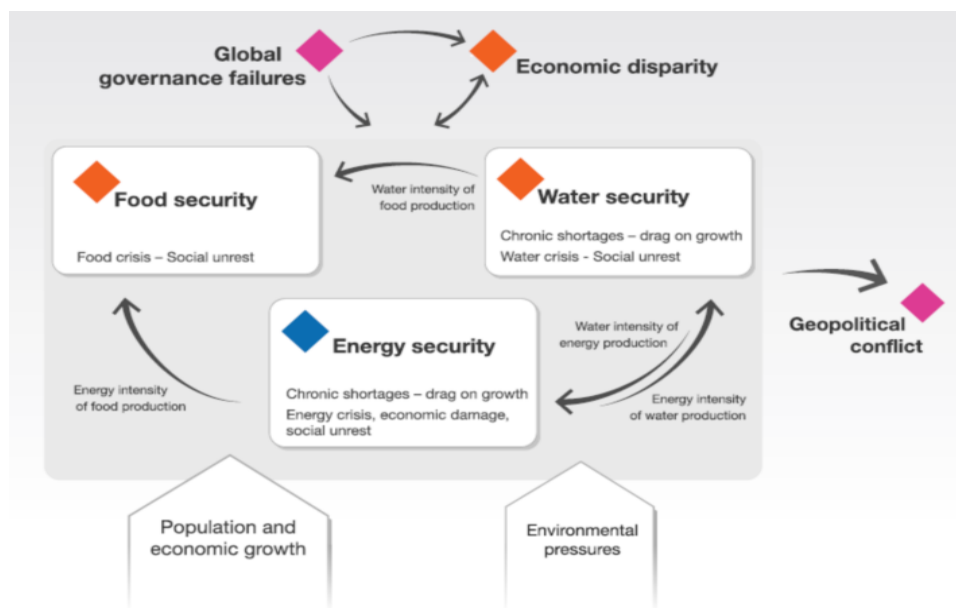 Global
governance failures
Economic disparity
Food security
Food crisis – Social unrest
Water intensity of
food production
Water security
Chronic shortages – drag on growth
Water crisis - Social unrest
Geopolitical
conflict
Energy security
Chronic shortages – drag on growth
Energy crisis, economic damage,
social unrest
Water intensity of
energy production
Energy intensity
of food production
Energy intensity
of water production
Population and
economic growth
Environmental
pressures